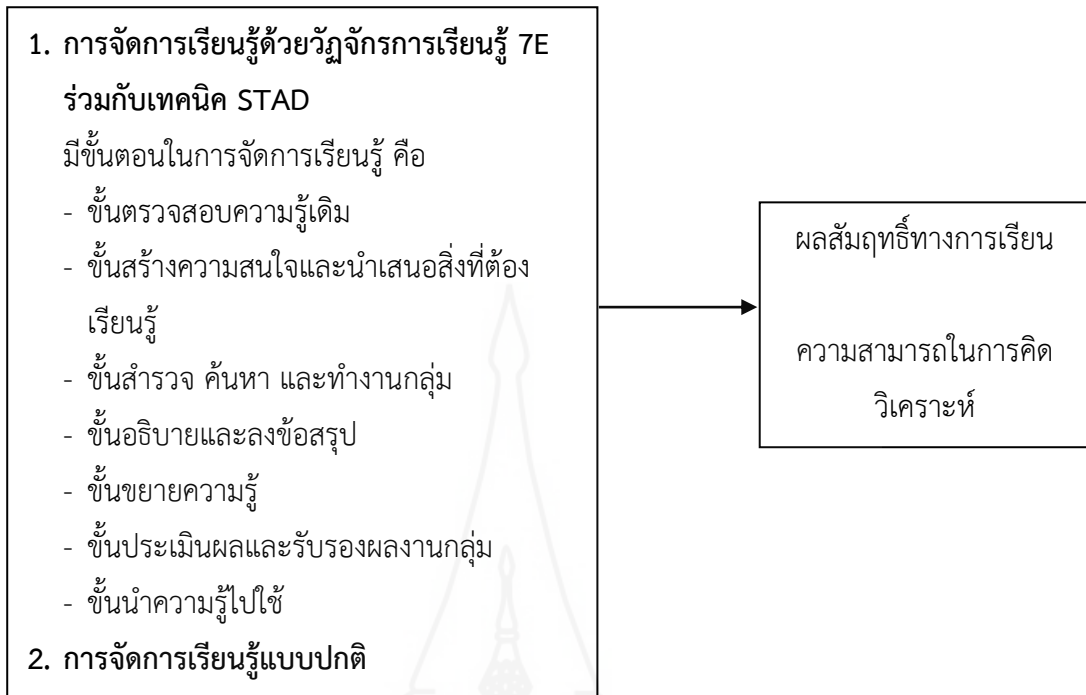 1. การจัดการเรียนรู้ด้วยวัฏจักรการเรียนรู้ 7E
ร่วมกับเทคนิค STAD
มีขั้นตอนในการจัดการเรียนรู้ คือ
- ขั้นตรวจสอบความรู้เดิม
- ขั้นสร้างความสนใจและนำเสนอสิ่งที่ต้อง
เรียนรู้
- ขั้นสำรวจ ค้นหา และทำงานกลุ่ม
- ขั้นอธิบายและลงข้อสรุป
- ขั้นขยายความรู้
- ขั้นประเมินผลและรับรองผลงานกลุ่ม
- ขั้นนำความรู้ไปใช้
2. การจัดการเรียนรู้แบบปกติ
ผลสัมฤทธิ์ทางการเรียน
ความสามารถในการคิด
วิเคราะห์